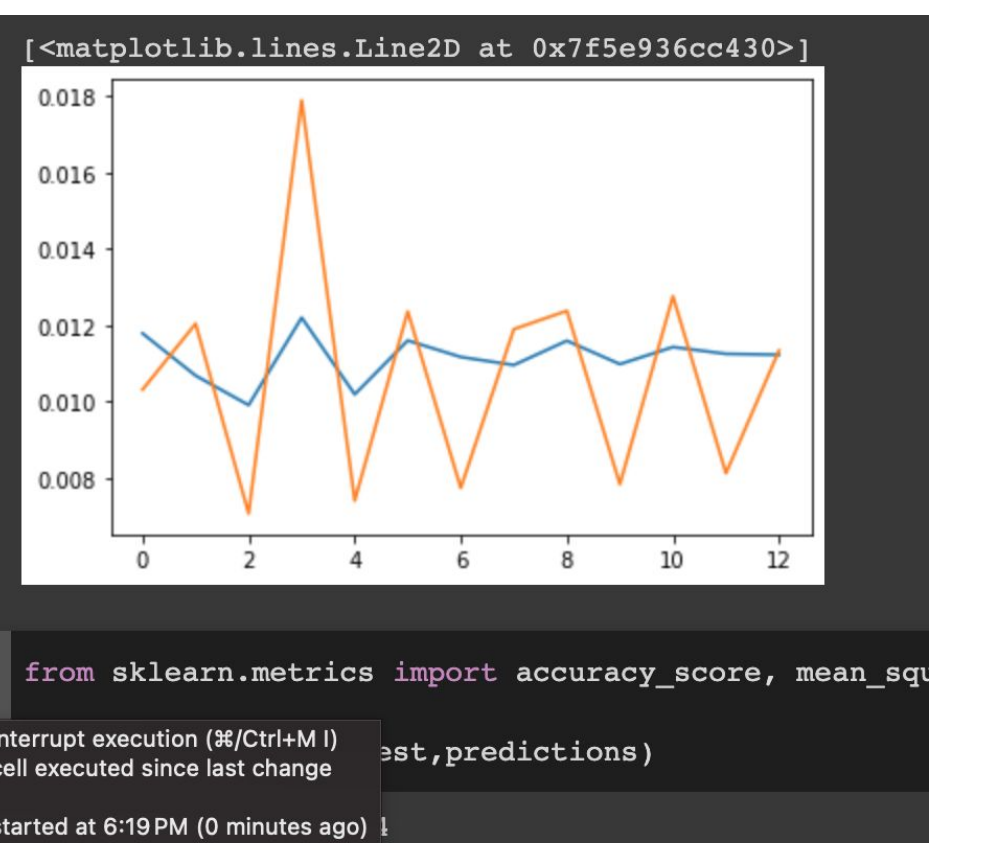 [<matplotlib.lines.Line2D at 0x7f5e936cc430>]
0.018
0.016
0.014
0.012
0.010
0.008
0 2 4 6 8 10 12
from sklearn.metrics import accuracy_score, mean_squ
nterrupt execution (⌘/Ctrl+M I)
est,predictions)
cell executed since last change
started at 6:19 PM (0 minutes ago)